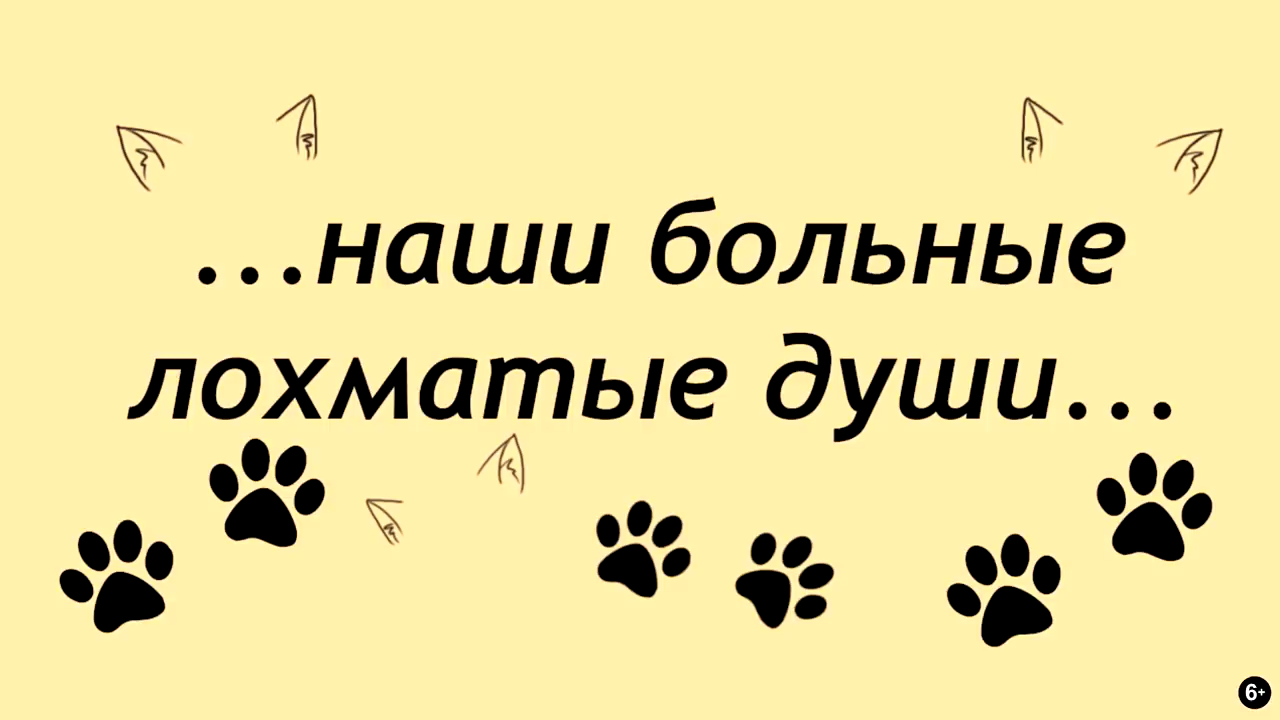 ...наши больные
лохматые души...
6+